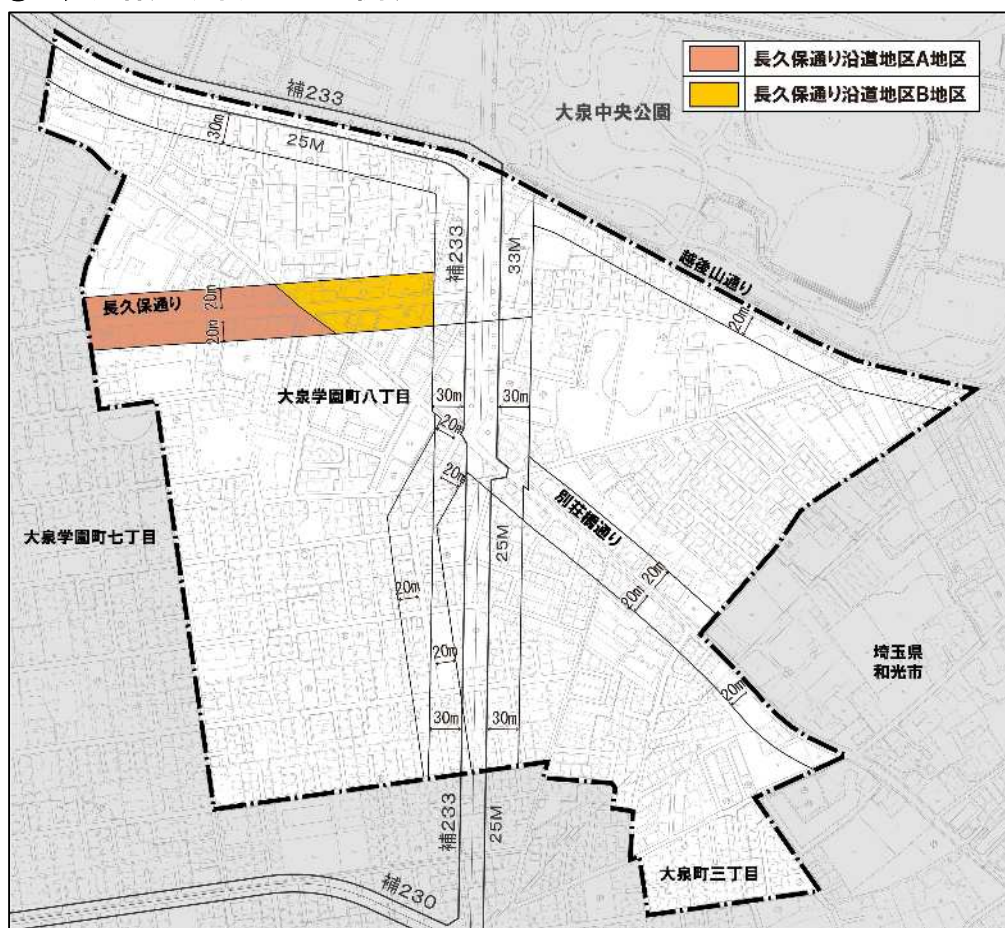 長久保通り沿道地区A地区
長久保通り沿道地区B地区
補233
大泉中央公園
30m
25M
補233
33M
越後山通り
20m
長久保通り
20m
20m
大泉学園町八丁目
30m
30m
20m
20m
別荘橋通り
大泉学園町七丁目
25M
20m
20m
20m
埼玉県
和光市
20m
20m
30m
30m
補233
25M
大泉町三丁目
補230